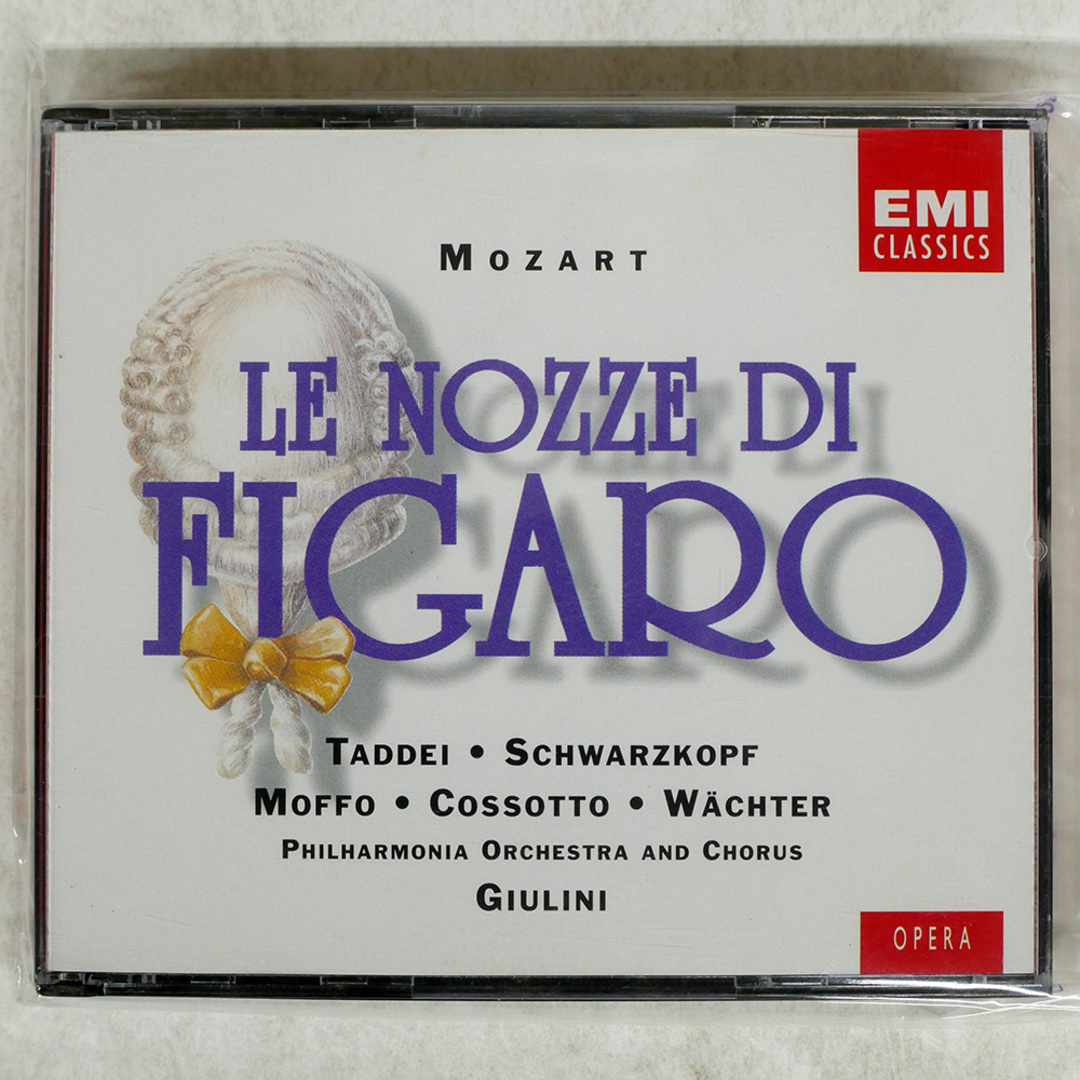 EMI
CLASSICS
MOZART
LE NOZZE DI
FIGARO
TADDEI • SCHWARZKOPF
MOFFO • COSSOTTO • WÄCHTER
PHILHARMONIA ORCHESTRA AND CHORUS
GIULINI
OPERA